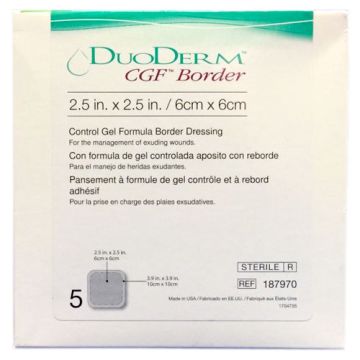 DUODERM™
CGF™ Border
2.5 in. x 2.5 in. / 6cm x 6cm
Control Gel Formula Border Dressing
For the management of exuding wounds.
Con formula de gel controlada aposito con reborde
Para el manejo de heridas exudantes.
Pansement à formule de gel contrôle et à rebord
adhésif
Pour la prise en charge des plaies exsudatives.
2.5 in. x 2.5 in.
6cm x 6cm
3.9 in. x 3.9 in.
10cm x 10cm
5
STERILE R
REF 187970
Made in USA / Fabricado en EE.UU. / Fabriqué aux États-Unis